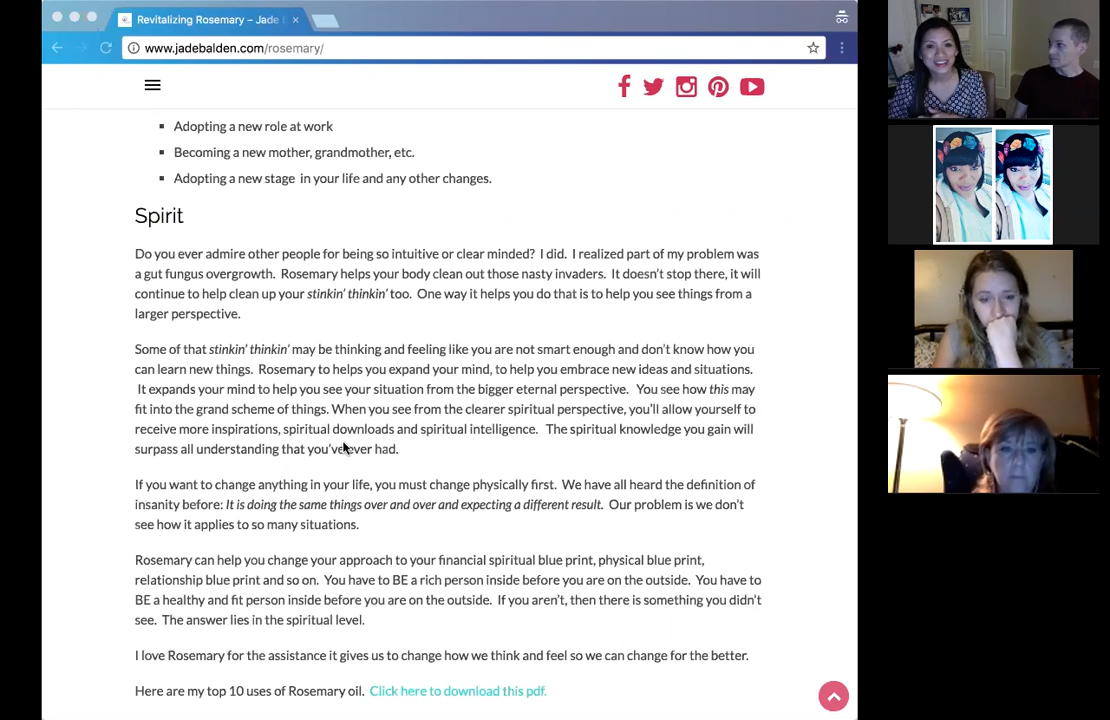 Revitalizing Rosemary – Jade
www.jadebalden.com/rosemary/
Adopting a new role at work
Becoming a new mother, grandmother, etc.
Adopting a new stage in your life and any other changes.
Spirit
Do you ever admire other people for being so intuitive or clear minded? I did. I realized part of my problem was
a gut fungus overgrowth. Rosemary helps your body clean out those nasty invaders. It doesn't stop there, it will
continue to help clean up your stinkin' thinkin' too. One way it helps you do that is to help you see things from a
larger perspective.
Some of that stinkin' thinkin' may be thinking and feeling like you are not smart enough and don't know how you
can learn new things. Rosemary to helps you expand your mind, to help you embrace new ideas and situations.
It expands your mind to help you see your situation from the bigger eternal perspective. You see how this may
fit into the grand scheme of things. When you see from the clearer spiritual perspective, you'll allow yourself to
receive more inspirations, spiritual downloads and spiritual intelligence. The spiritual knowledge you gain will
surpass all understanding that you've ever had.
If you want to change anything in your life, you must change physically first. We have all heard the definition of
insanity before: It is doing the same things over and over and expecting a different result. Our problem is we don't
see how it applies to so many situations.
Rosemary can help you change your approach to your financial spiritual blue print, physical blue print,
relationship blue print and so on. You have to BE a rich person inside before you are on the outside. You have to
BE a healthy and fit person inside before you are on the outside. If you aren't, then there is something you didn't
see. The answer lies in the spiritual level.
I love Rosemary for the assistance it gives us to change how we think and feel so we can change for the better.
Here are my top 10 uses of Rosemary oil. Click here to download this pdf.